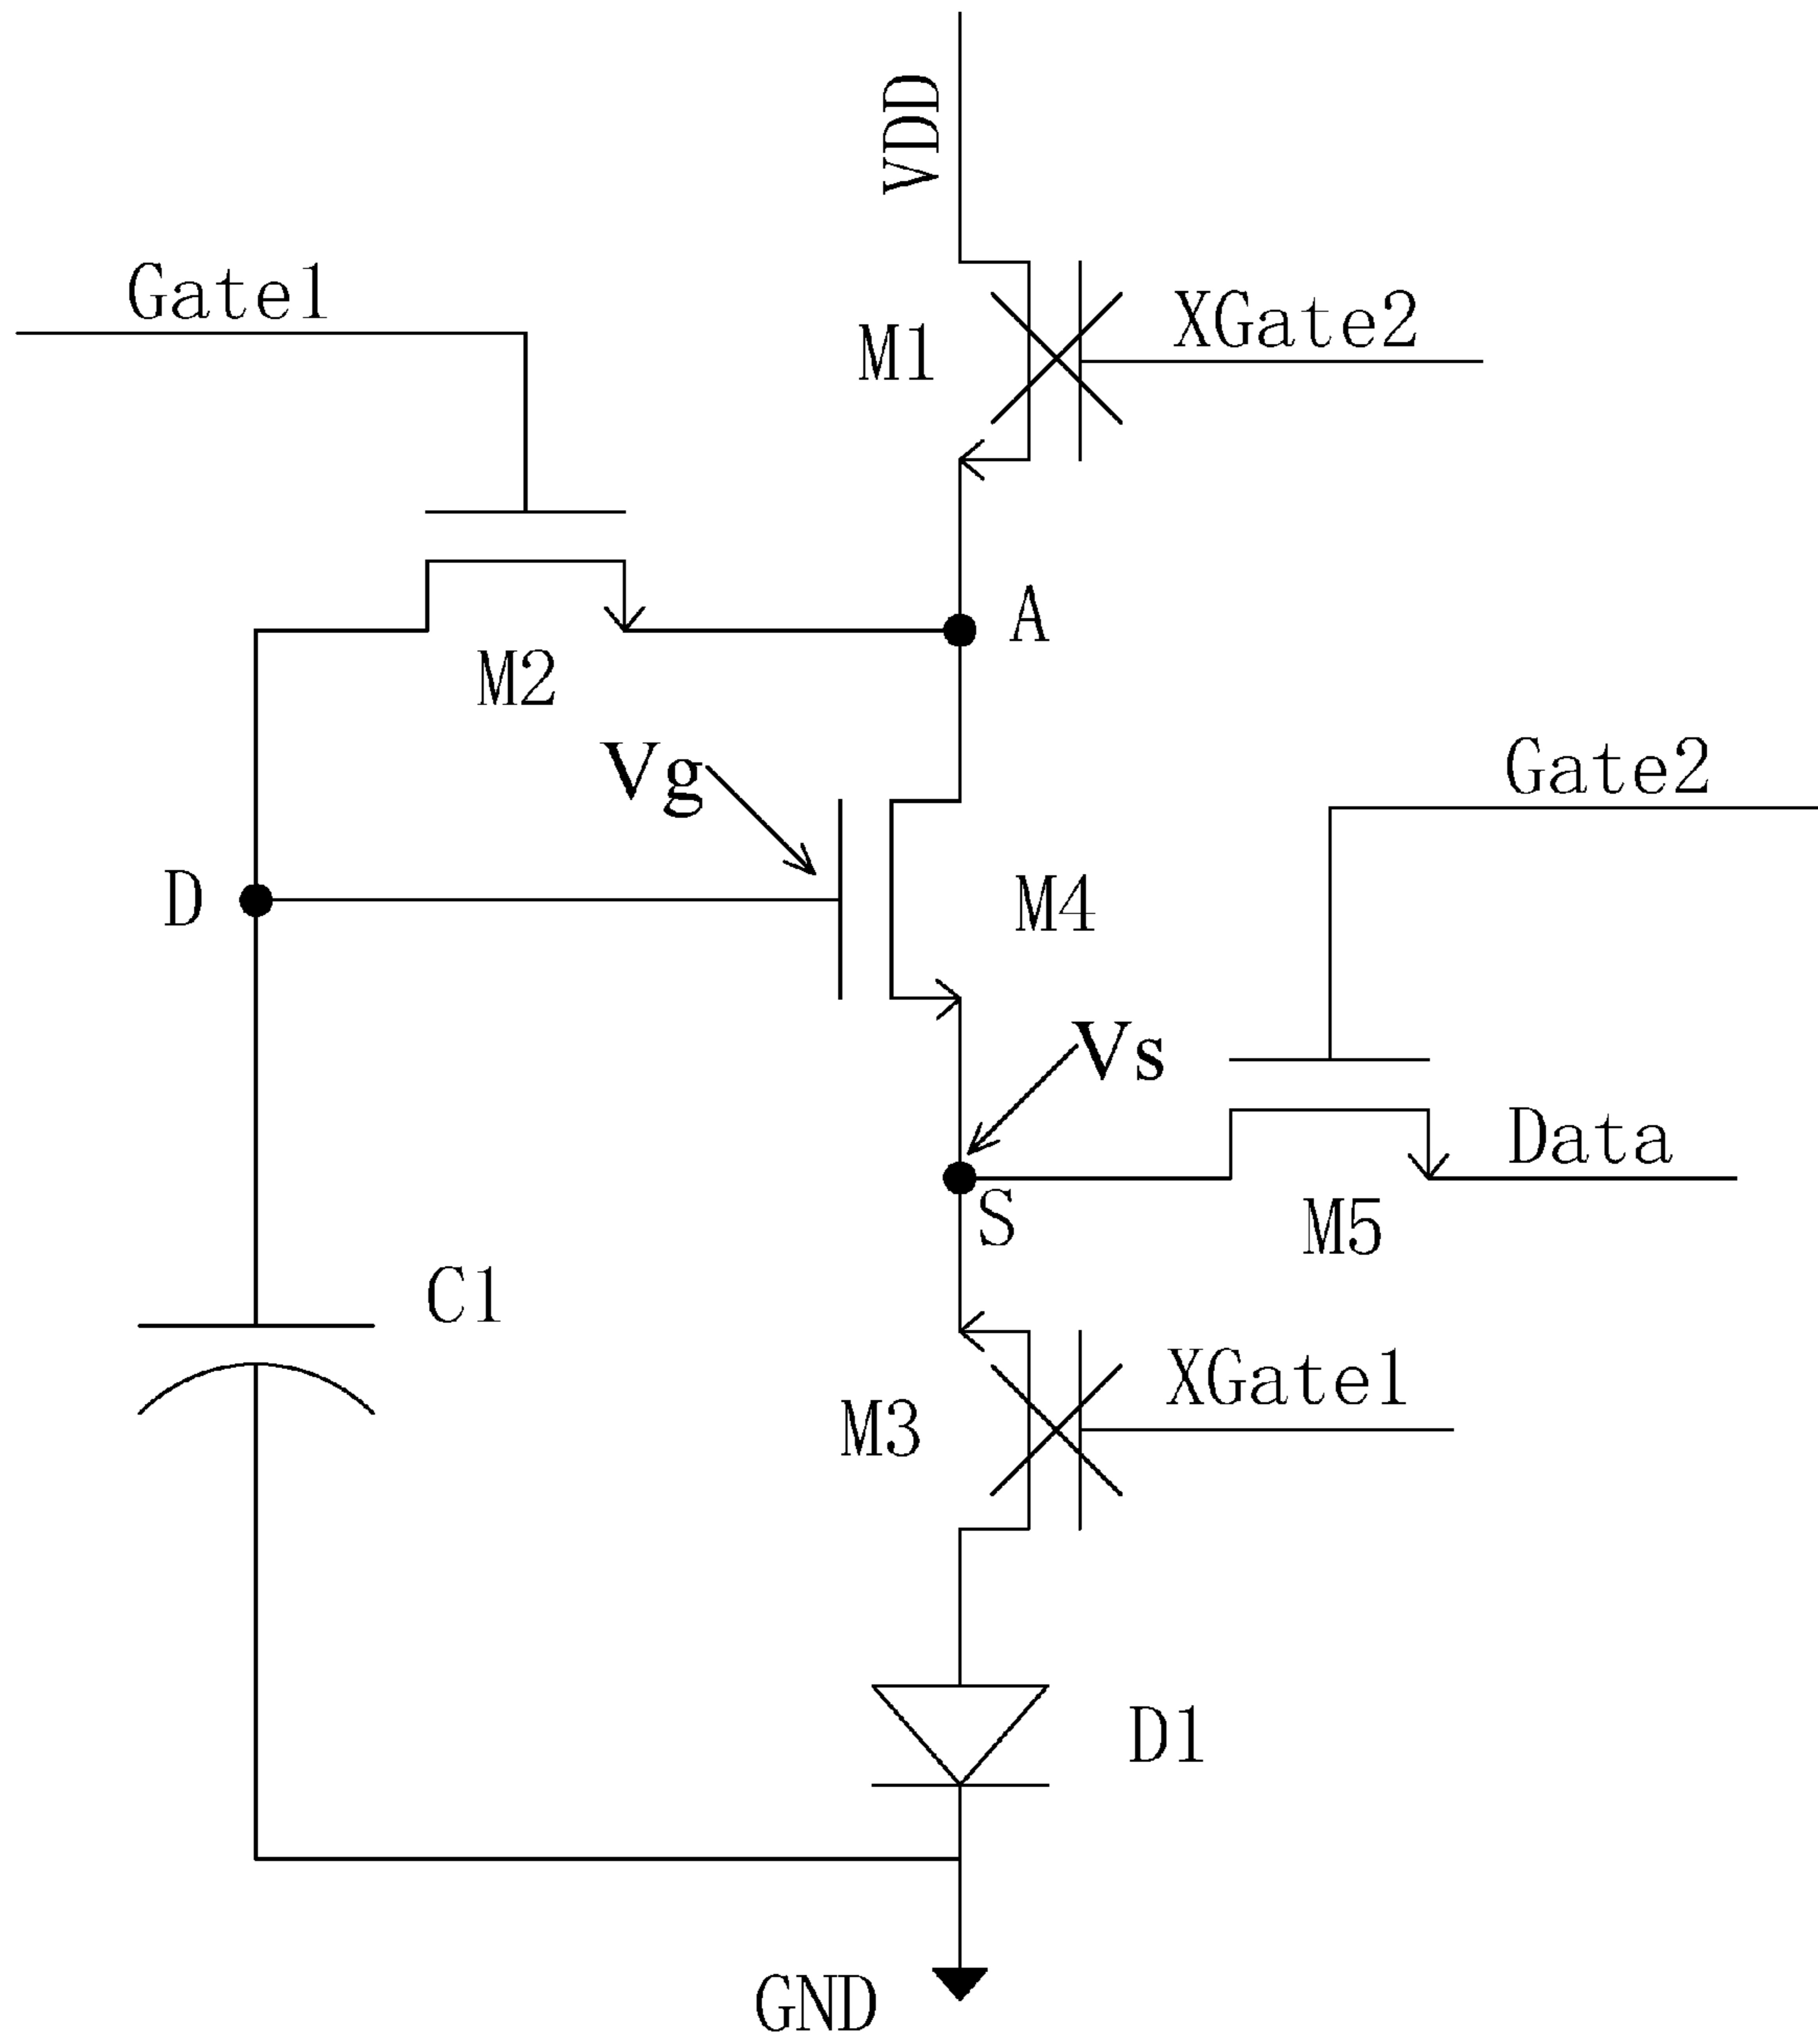 VDD
Gate1
XGate2
M1
A
M2
Vg
Gate2
D
M4
Vs
Data
S
M5
C1
XGate1
M3
D1
GND